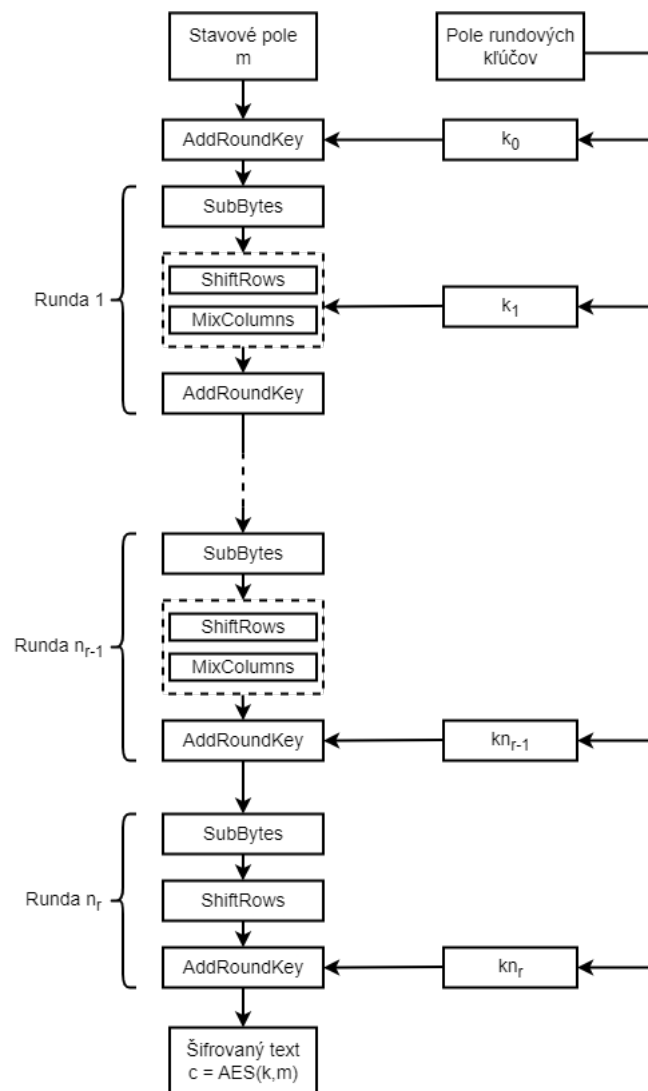 Stavové pole
m
Pole rundových
kľúčov
AddRoundKey
k₀
SubBytes
Runda 1
ShiftRows
MixColumns
k₁
AddRoundKey
SubBytes
Runda nᵣ₋₁
ShiftRows
MixColumns
AddRoundKey
knᵣ₋₁
SubBytes
Runda nᵣ
ShiftRows
AddRoundKey
knᵣ
Šifrovaný text
c = AES(k,m)